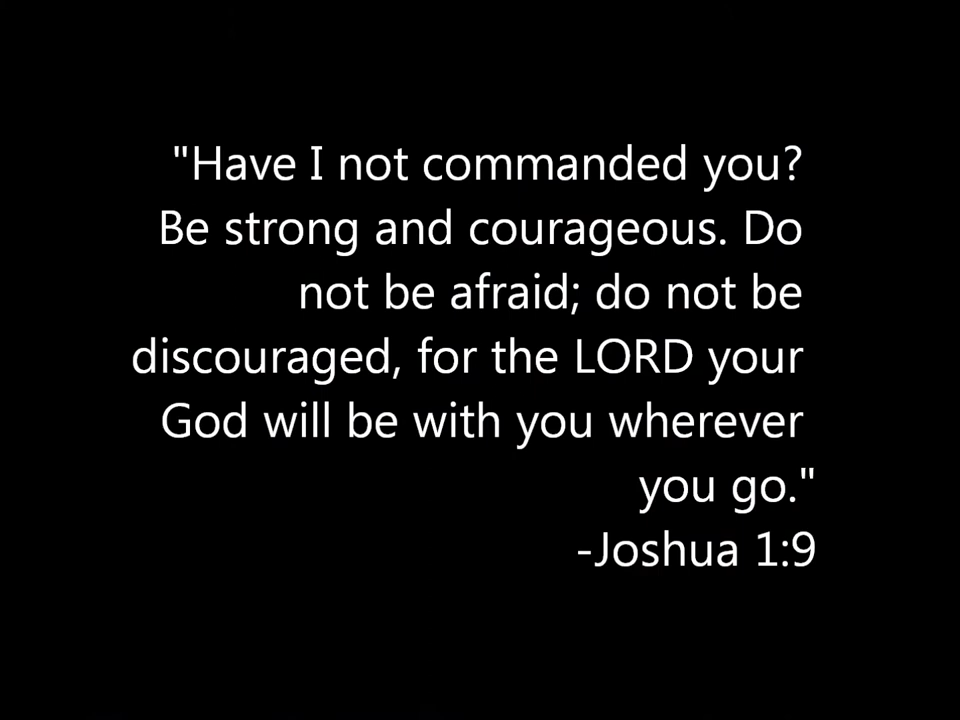 "Have I not commanded you?
Be strong and courageous. Do
not be afraid; do not be
discouraged, for the LORD your
God will be with you wherever
you go."
-Joshua 1:9